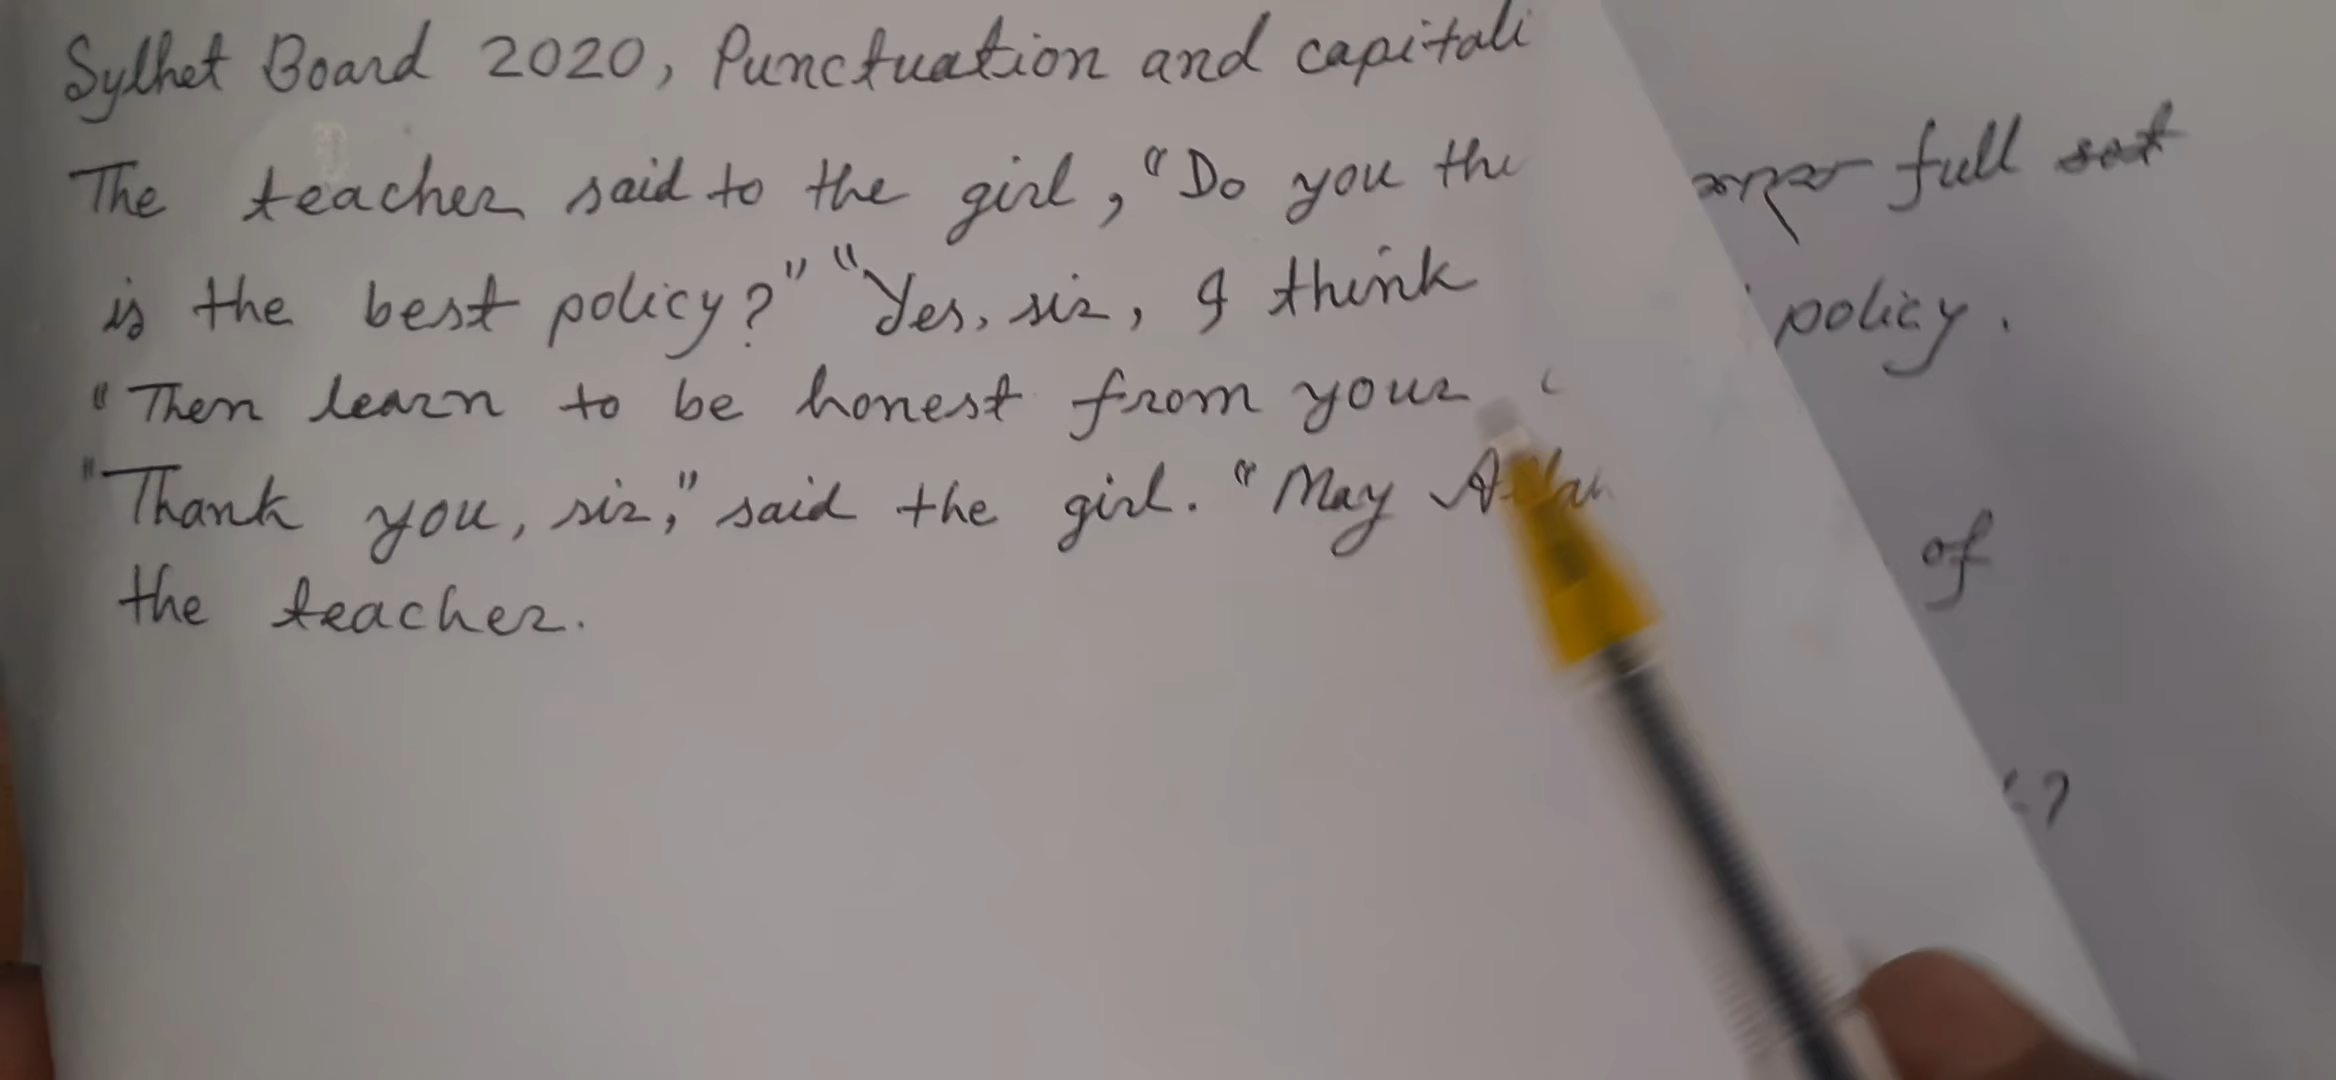 Sylhet Board 2020, Punctuation and
The teacher said to the girl, "Do you
is the best policy?" "Yes, sir, I think
"Then learn to be honest from your
"Thank you, sir," said the girl. "May
the teacher.
full
policy.
of